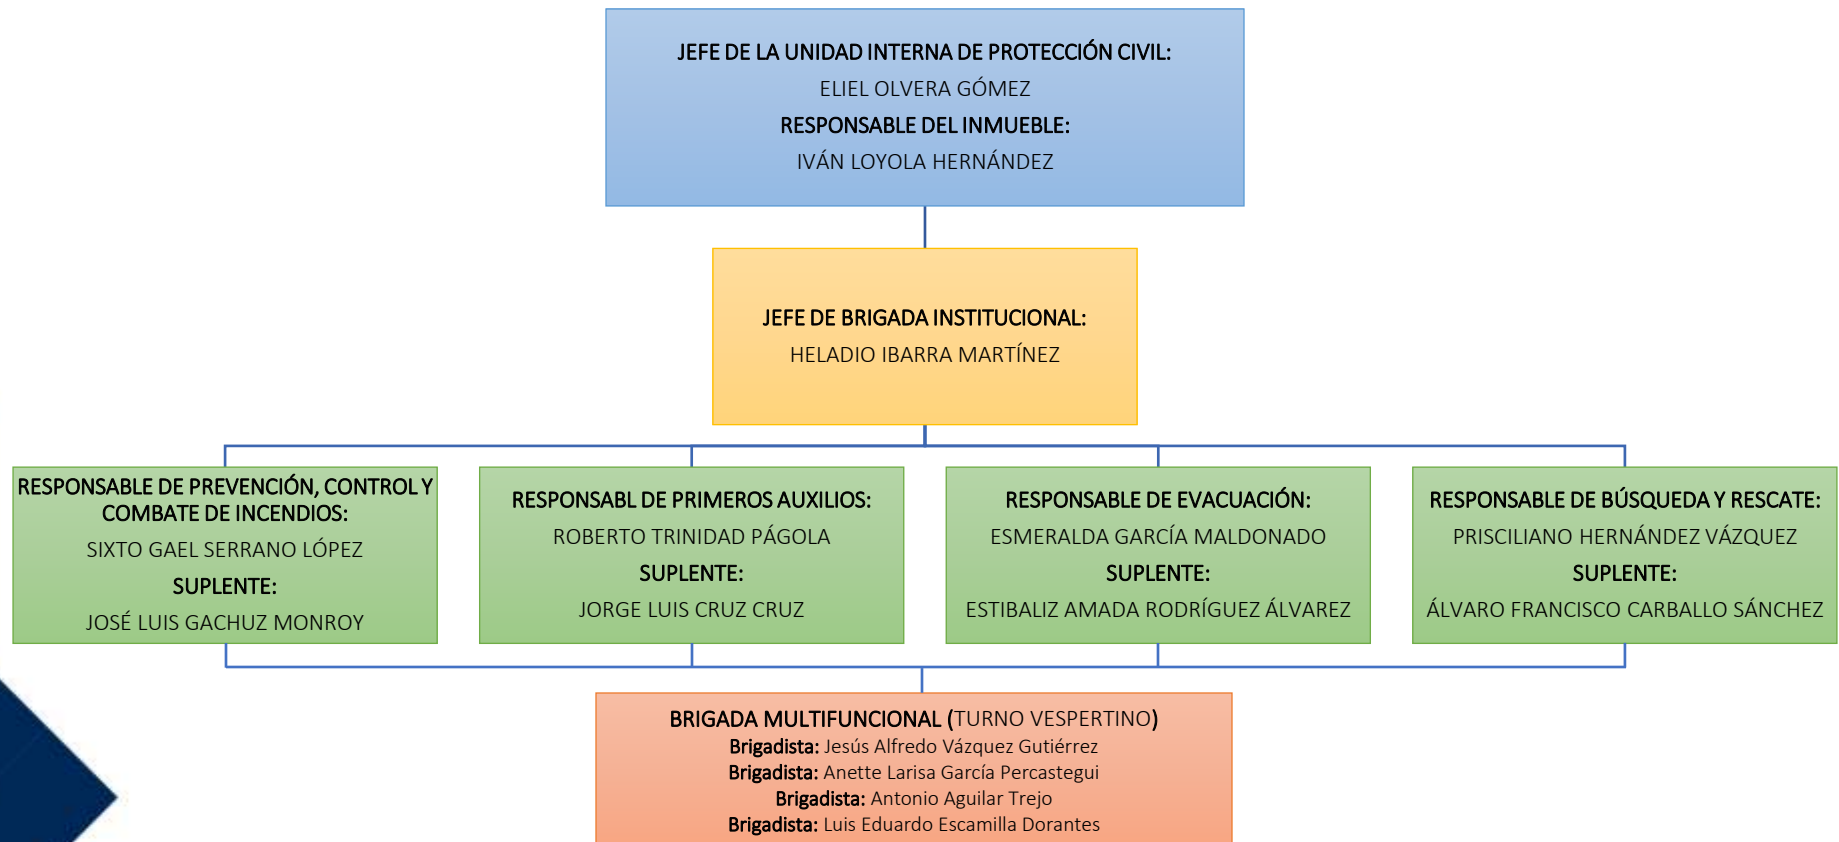 JEFE DE LA UNIDAD INTERNA DE PROTECCIÓN CIVIL:
ELIEL OLVERA GÓMEZ
RESPONSABLE DEL INMUEBLE:
IVÁN LOYOLA HERNÁNDEZ
JEFE DE BRIGADA INSTITUCIONAL:
HELADIO IBARRA MARTÍNEZ
RESPONSABLE DE PREVENCIÓN, CONTROL Y
COMBATE DE INCENDIOS:
SIXTO GAEL SERRANO LÓPEZ
SUPLENTE:
JOSÉ LUIS GACHUZ MONROY
RESPONSABL DE PRIMEROS AUXILIOS:
ROBERTO TRINIDAD PÁGOLA
SUPLENTE:
JORGE LUIS CRUZ CRUZ
RESPONSABLE DE EVACUACIÓN:
ESMERALDA GARCÍA MALDONADO
SUPLENTE:
ESTIBALIZ AMADA RODRÍGUEZ ÁLVAREZ
RESPONSABLE DE BÚSQUEDA Y RESCATE:
PRISCILIANO HERNÁNDEZ VÁZQUEZ
SUPLENTE:
ÁLVARO FRANCISCO CARBALLO SÁNCHEZ
BRIGADA MULTIFUNCIONAL (TURNO VESPERTINO)
Brigadista: Jesús Alfredo Vázquez Gutiérrez
Brigadista: Anette Larisa García Percastegui
Brigadista: Antonio Aguilar Trejo
Brigadista: Luis Eduardo Escamilla Dorantes